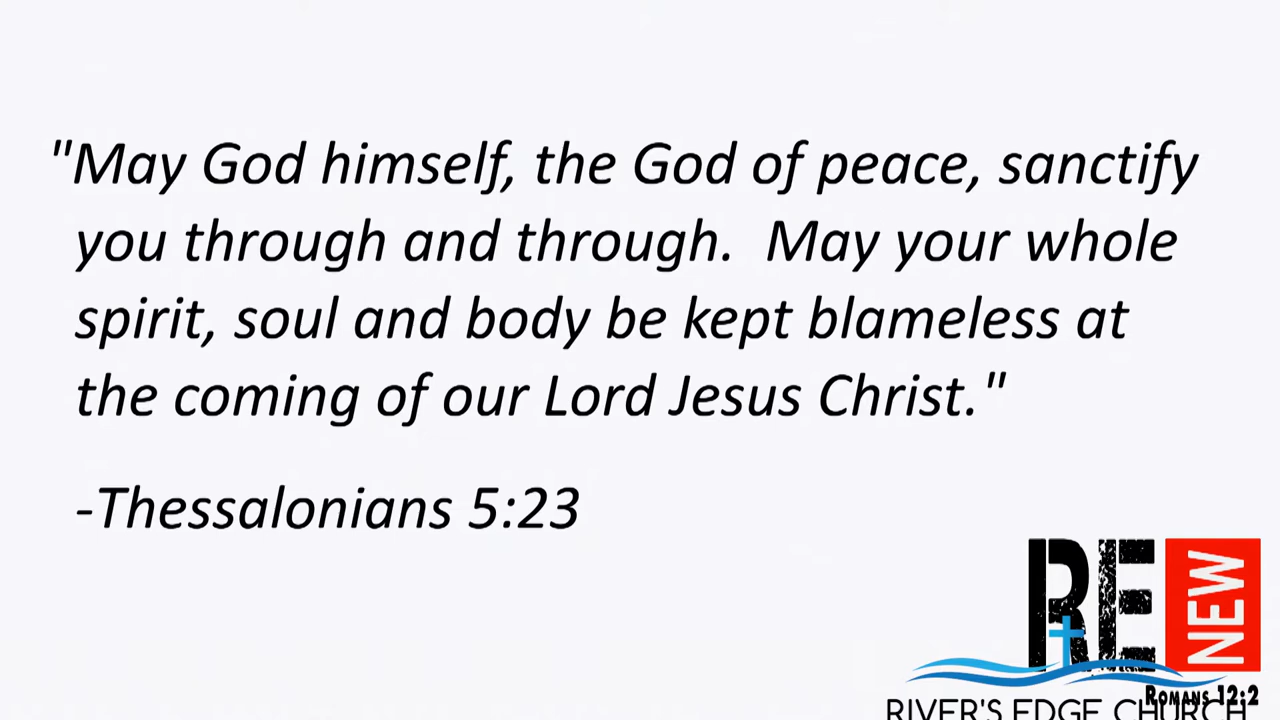 "May God himself, the God of peace, sanctify
you through and through.  May your whole
spirit, soul and body be kept blameless at
the coming of our Lord Jesus Christ."
-Thessalonians 5:23
RE
NEW
ROMANS 12:2
RIVER'S EDGE CHURCH